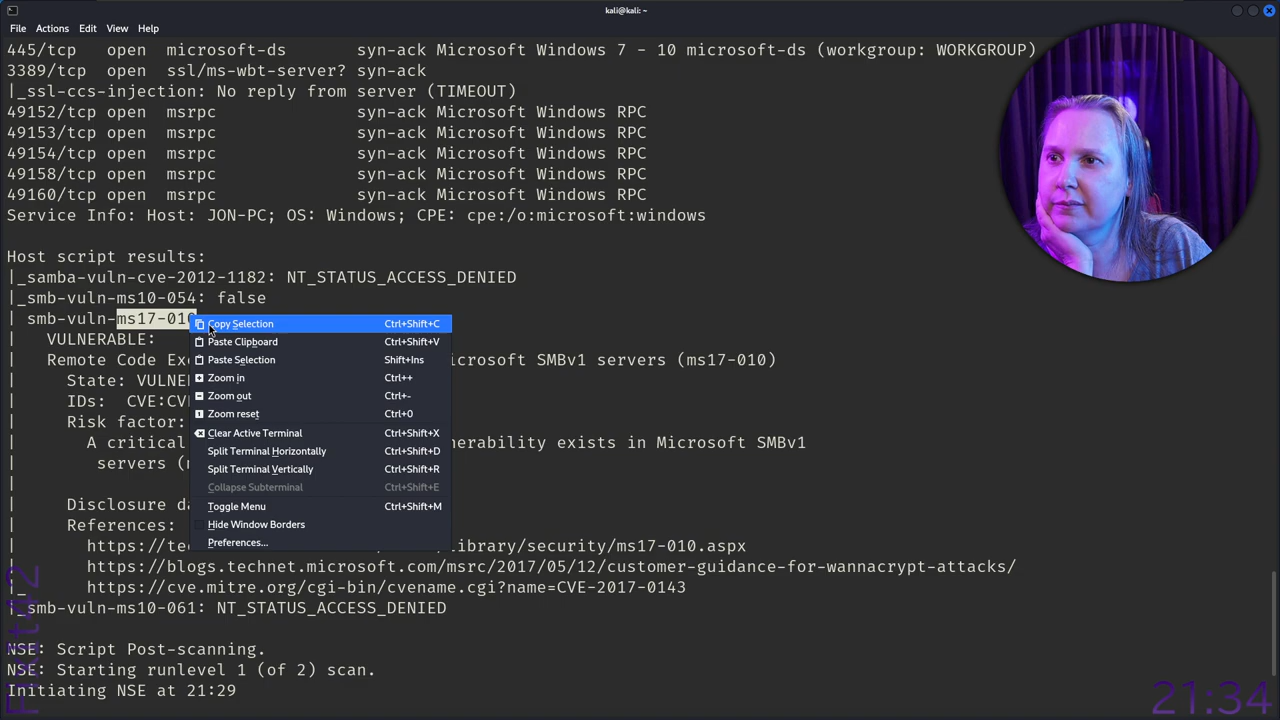 kali@kali: ~
File Actions Edit View Help
445/tcp open microsoft-ds syn-ack Microsoft Windows 7 - 10 microsoft-ds (workgroup: WORKGROUP)
3389/tcp open ssl/ms-wbt-server? syn-ack
|_ssl-ccs-injection: No reply from server (TIMEOUT)
49152/tcp open msrpc syn-ack Microsoft Windows RPC
49153/tcp open msrpc syn-ack Microsoft Windows RPC
49154/tcp open msrpc syn-ack Microsoft Windows RPC
49158/tcp open msrpc syn-ack Microsoft Windows RPC
49160/tcp open msrpc syn-ack Microsoft Windows RPC
Service Info: Host: JON-PC; OS: Windows; CPE: cpe:/o:microsoft:windows
Host script results:
|_samba-vuln-cve-2012-1182: NT_STATUS_ACCESS_DENIED
|_smb-vuln-ms10-054: false
| smb-vuln-ms17-010
| VULNERABLE:
| Remote Code Exe Microsoft SMBv1 servers (ms17-010)
| State: VULNE
| IDs: CVE:CV
| Risk factor:
| A critical nerability exists in Microsoft SMBv1
| servers (m
|
| Disclosure da
| References:
| https://te library/security/ms17-010.aspx
| https://blogs.technet.microsoft.com/msrc/2017/05/12/customer-guidance-for-wannacrypt-attacks/
|_ https://cve.mitre.org/cgi-bin/cvename.cgi?name=CVE-2017-0143
|_smb-vuln-ms10-061: NT_STATUS_ACCESS_DENIED
NSE: Script Post-scanning.
NSE: Starting runlevel 1 (of 2) scan.
Initiating NSE at 21:29
Copy Selection Ctrl+Shift+C
Paste Clipboard Ctrl+Shift+V
Paste Selection Shift+Ins
Zoom in Ctrl++
Zoom out Ctrl+-
Zoom reset Ctrl+0
Clear Active Terminal Ctrl+Shift+X
Split Terminal Horizontally Ctrl+Shift+D
Split Terminal Vertically Ctrl+Shift+R
Collapse Subterminal Ctrl+Shift+E
Toggle Menu Ctrl+Shift+M
Hide Window Borders
Preferences...
21:34